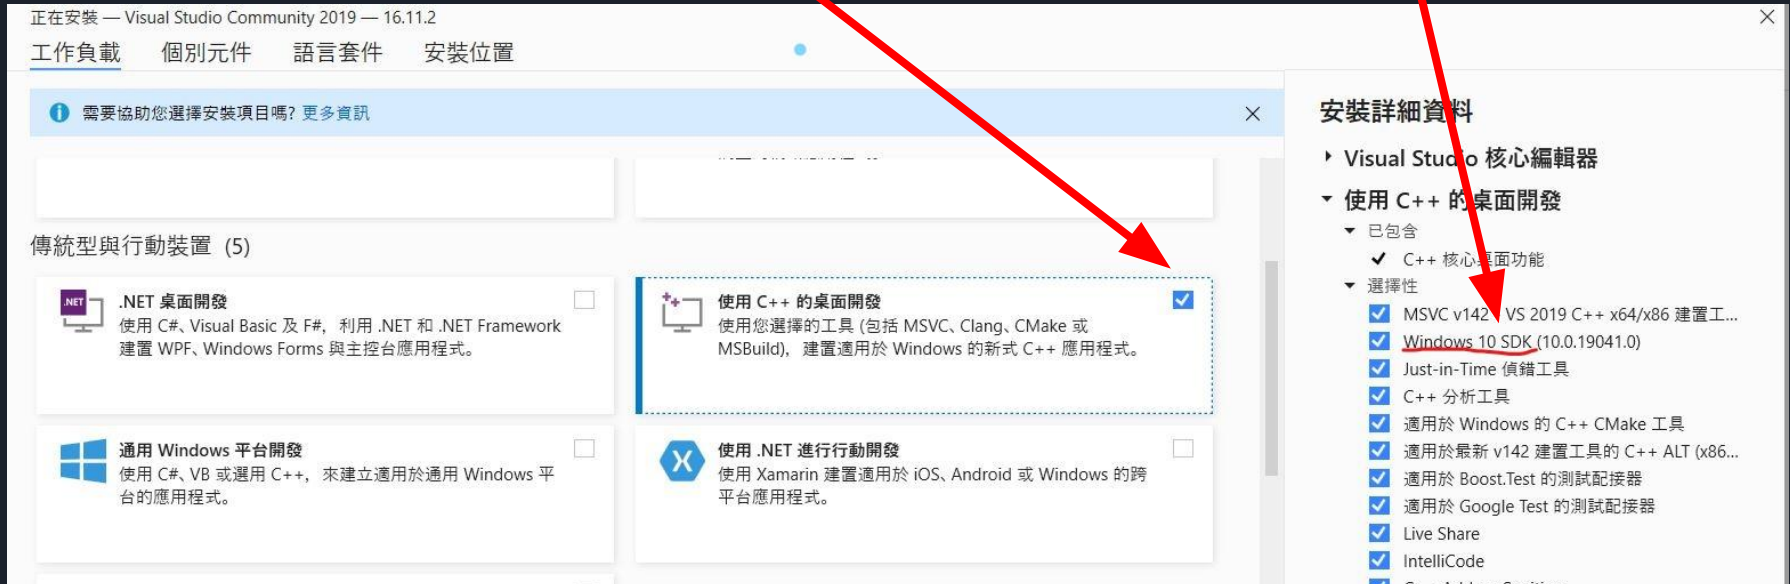 正在安裝 — Visual Studio Community 2019 — 16.11.2
工作負載 個別元件 語言套件 安裝位置
需要協助您選擇安裝項目嗎? 更多資訊
傳統型與行動裝置 (5)
.NET
.NET 桌面開發
使用 C#、Visual Basic 及 F#，利用 .NET 和 .NET Framework
建置 WPF、Windows Forms 與主控台應用程式。
使用 C++ 的桌面開發
使用您選擇的工具 (包括 MSVC、Clang、CMake 或
MSBuild)，建置適用於 Windows 的新式 C++ 應用程式。
通用 Windows 平台開發
使用 C#、VB 或選用 C++，來建立適用於通用 Windows 平
台的應用程式。
使用 .NET 進行行動開發
使用 Xamarin 建置適用於 iOS、Android 或 Windows 的跨
平台應用程式。
安裝詳細資料
Visual Studio 核心編輯器
使用 C++ 的桌面開發
已包含
C++ 核心桌面功能
選擇性
MSVC v142 - VS 2019 C++ x64/x86 建置工...
Windows 10 SDK (10.0.19041.0)
Just-in-Time 偵錯工具
C++ 分析工具
適用於 Windows 的 C++ CMake 工具
適用於最新 v142 建置工具的 C++ ALT (x86...
適用於 Boost.Test 的測試配接器
適用於 Google Test 的測試配接器
Live Share
IntelliCode